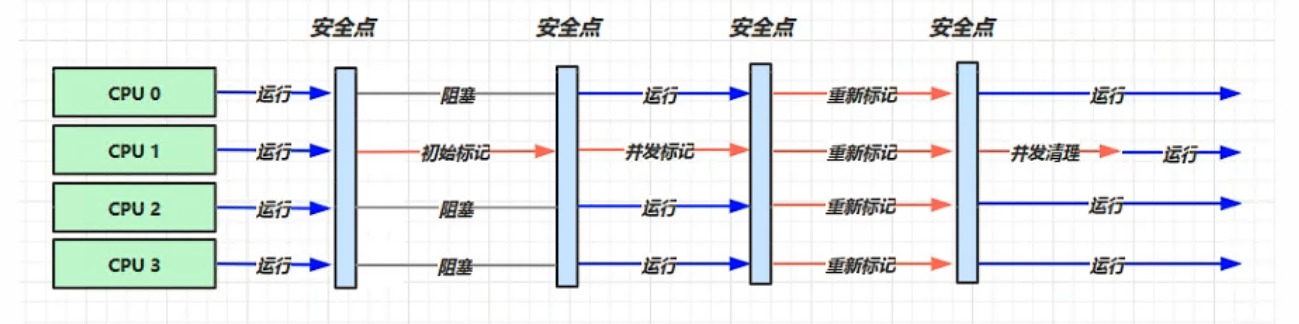 安全点 安全点 安全点 安全点
CPU 0 运行 阻塞 运行 重新标记 运行
CPU 1 运行 初始标记 并发标记 重新标记 并发清理 运行
CPU 2 运行 阻塞 运行 重新标记 运行
CPU 3 运行 阻塞 运行 重新标记 运行